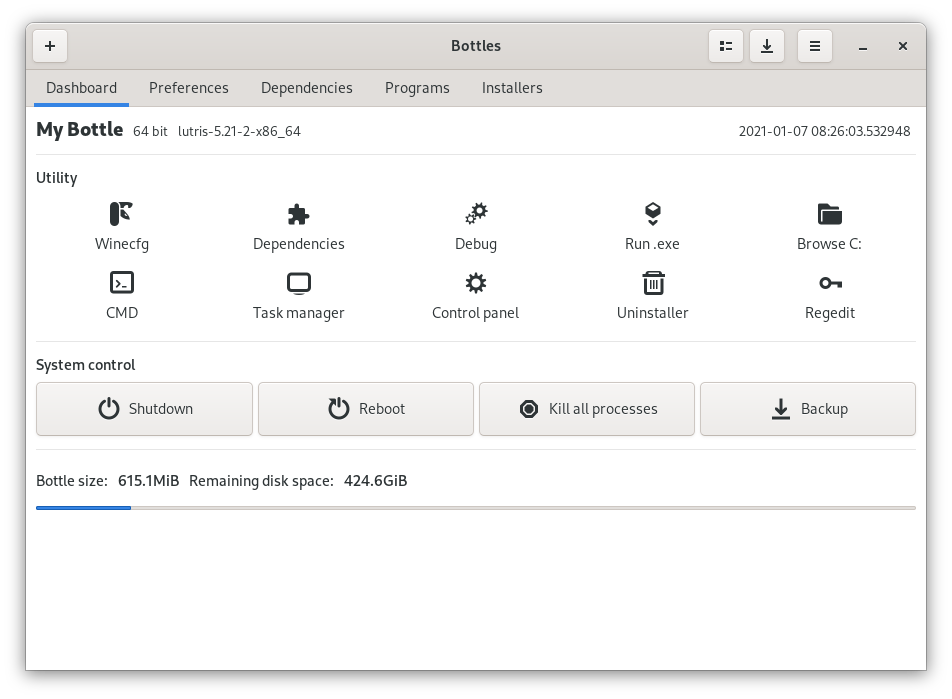 Bottles
Dashboard Preferences Dependencies Programs Installers
My Bottle 64 bit lutris-5.21-2-x86_64 2021-01-07 08:26:03.532948
Utility
Winecfg Dependencies Debug Run .exe Browse C:
CMD Task manager Control panel Uninstaller Regedit
System control
Shutdown Reboot Kill all processes Backup
Bottle size: 615.1MiB Remaining disk space: 424.6GiB